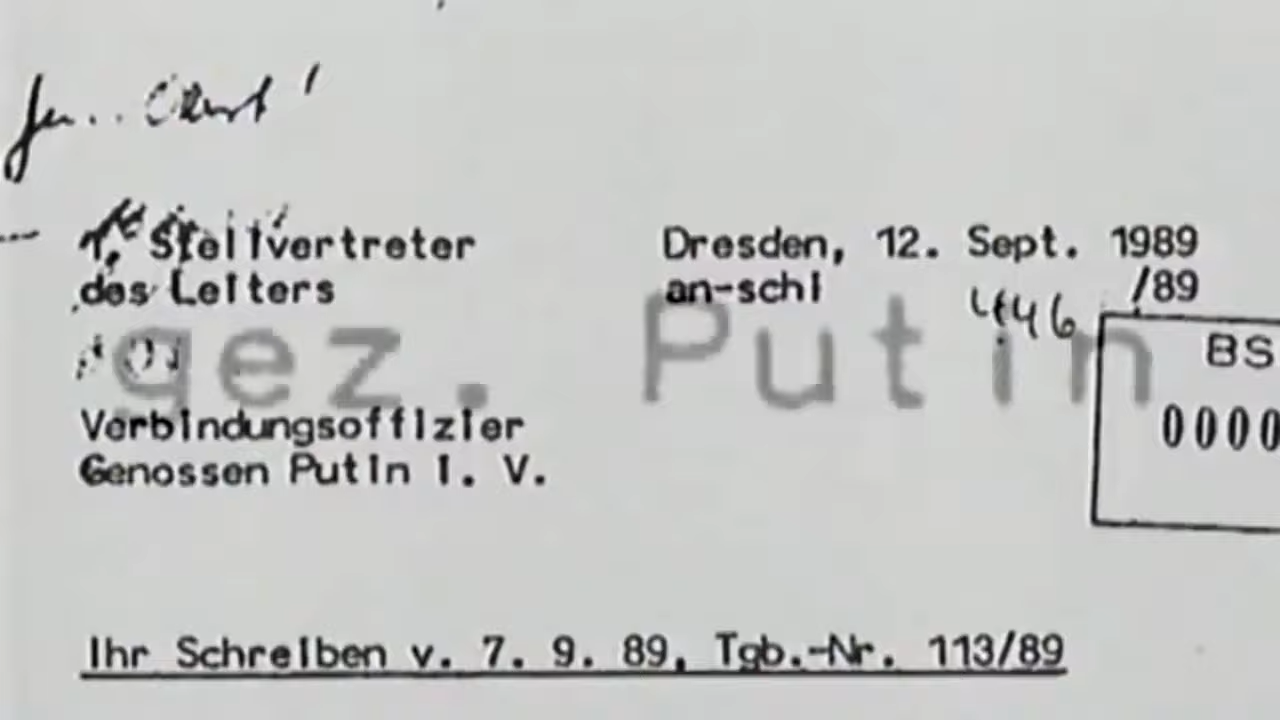 1. Stellvertreter
des Leiters
Dresden, 12. Sept. 1989
an-schl
446 /89
gez. Putin
BS
0000
Verbindungsoffizier
Genossen Putin I. V.
Ihr Schreiben v. 7. 9. 89, Tgb.-Nr. 113/89